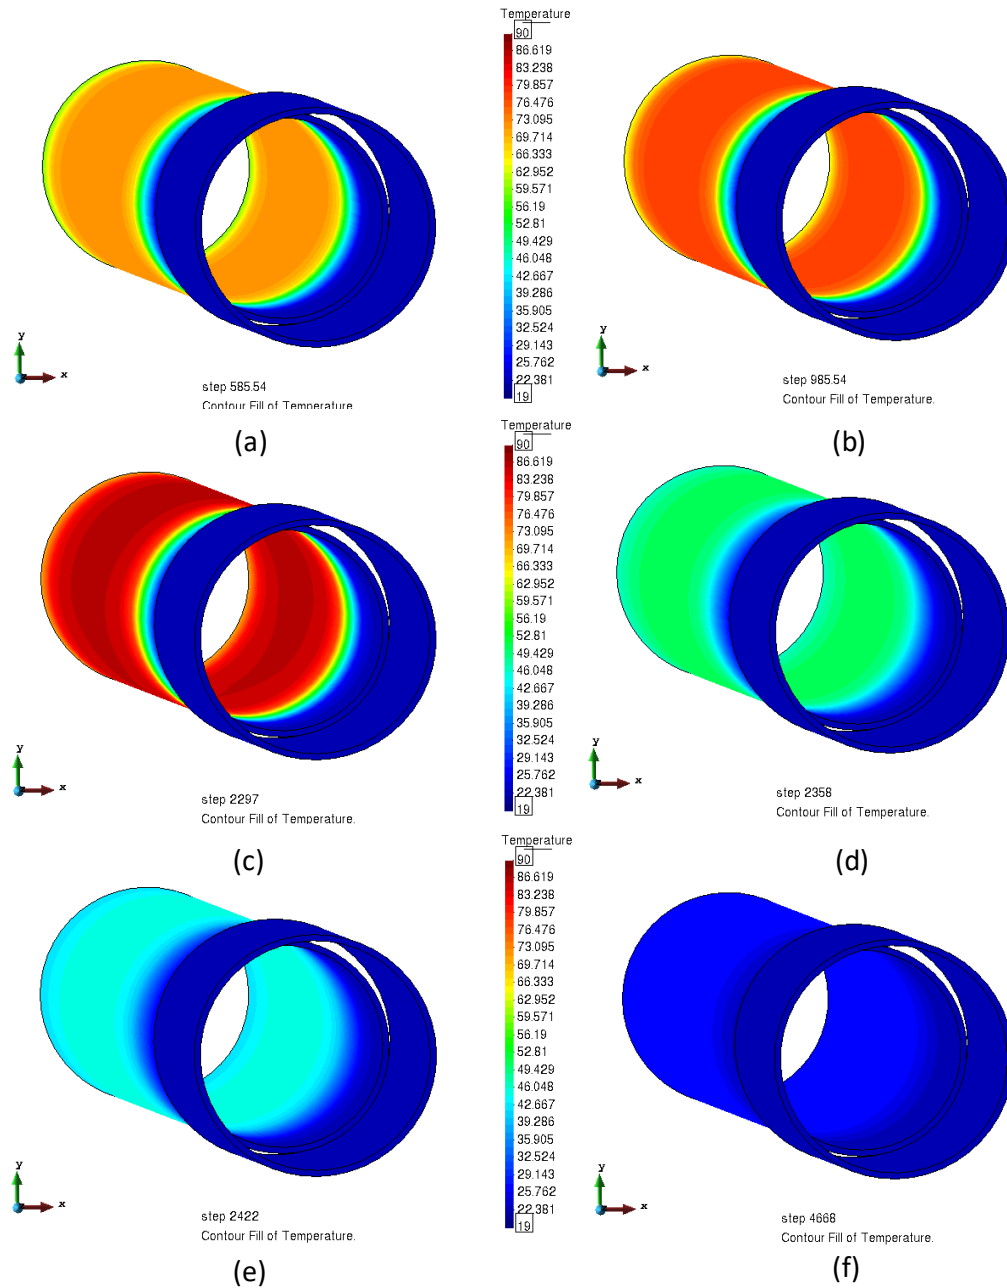 Temperature
90
86.619
83.238
79.857
76.476
73.095
69.714
66.333
62.952
59.571
56.19
52.81
49.429
46.048
42.667
39.286
35.905
32.524
29.143
25.762
22.381
19
y
x
step 585.54
Contour Fill of Temperature.
(a)
y
x
step 985.54
Contour Fill of Temperature.
(b)
Temperature
90
86.619
83.238
79.857
76.476
73.095
69.714
66.333
62.952
59.571
56.19
52.81
49.429
46.048
42.667
39.286
35.905
32.524
29.143
25.762
22.381
19
y
x
step 2297
Contour Fill of Temperature.
(c)
y
x
step 2358
Contour Fill of Temperature.
(d)
Temperature
90
86.619
83.238
79.857
76.476
73.095
69.714
66.333
62.952
59.571
56.19
52.81
49.429
46.048
42.667
39.286
35.905
32.524
29.143
25.762
22.381
19
y
x
step 2422
Contour Fill of Temperature.
(e)
y
x
step 4668
Contour Fill of Temperature.
(f)